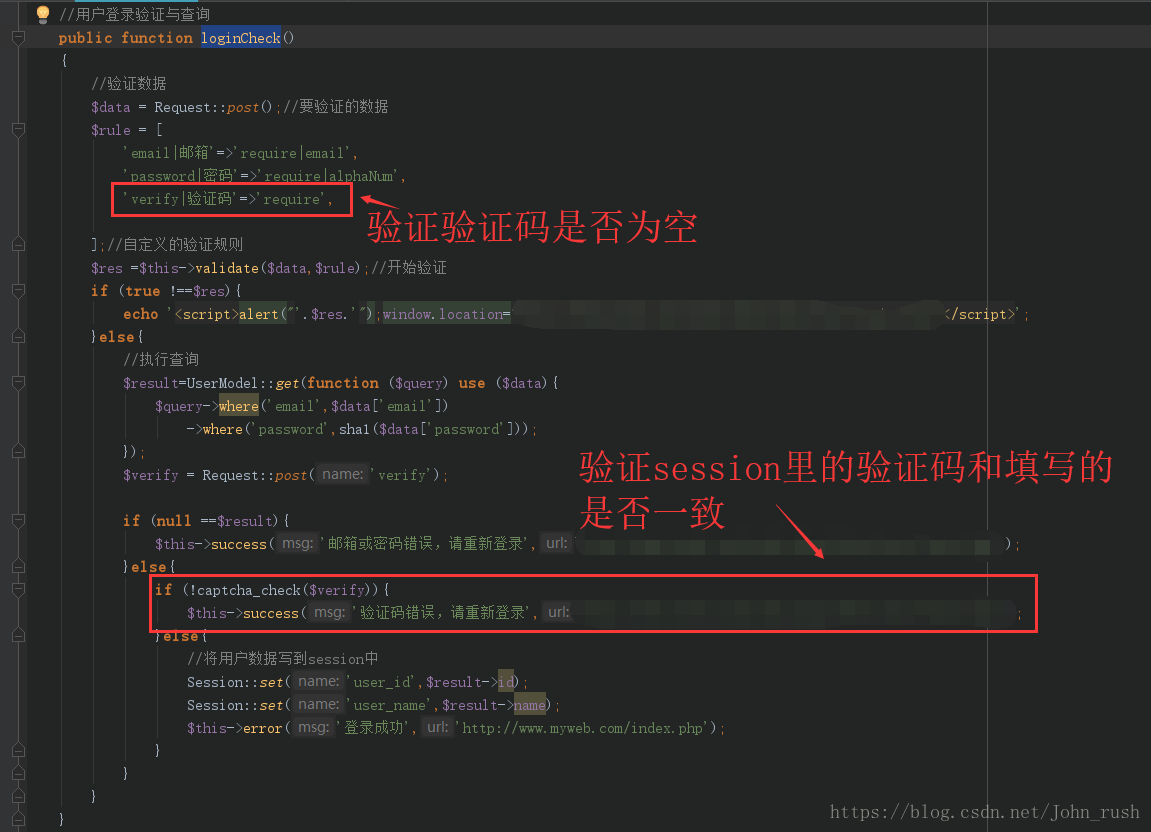 //用户登录验证与查询
public function loginCheck()
{
//验证数据
$data = Request::post();//要验证的数据
$rule = [
'email|邮箱'=>'require|email',
'password|密码'=>'require|alphaNum',
'verify|验证码'=>'require',
验证验证码是否为空
];//自定义的验证规则
$res =$this->validate($data,$rule);//开始验证
if (true !==$res){
echo '<script>alert("'.$res.'");window.location= </script>';
}else{
//执行查询
$result=UserModel::get(function ($query) use ($data){
$query->where('email',$data['email'])
->where('password',sha1($data['password']));
});
$verify = Request::post( name: 'verify');
验证session里的验证码和填写的
是否一致
if (null ==$result){
$this->success( msg: '邮箱或密码错误，请重新登录', url: );
}else{
if (!captcha_check($verify)){
$this->success( msg: '验证码错误，请重新登录', url: ;
}else{
//将用户数据写到session中
Session::set( name: 'user_id',$result->id);
Session::set( name: 'user_name',$result->name);
$this->error( msg: '登录成功', url: 'http://www.myweb.com/index.php');
}
}
}
}
https://blog.csdn.net/John_rush